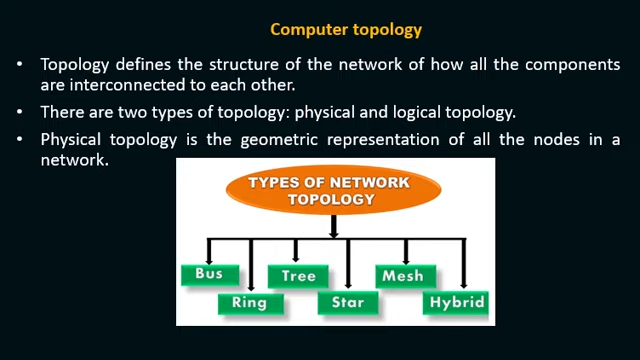 Computer topology
• Topology defines the structure of the network of how all the components
are interconnected to each other.
• There are two types of topology: physical and logical topology.
• Physical topology is the geometric representation of all the nodes in a
network.
TYPES OF NETWORK
TOPOLOGY
Bus
Tree
Mesh
Ring
Star
Hybrid